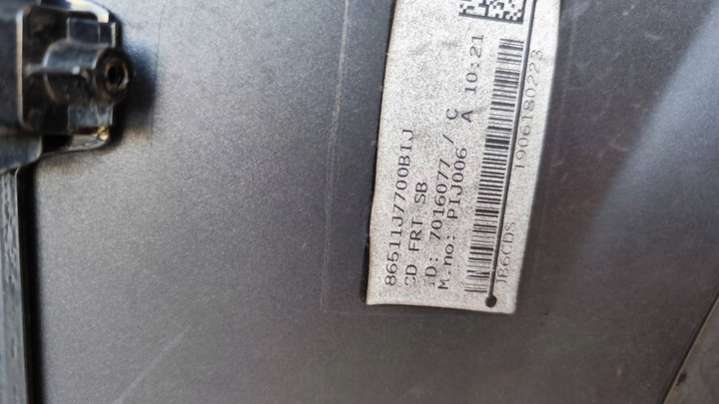 86511J7700BIJ
CD FRT SB
ID: 7016077 / C
M.no: PIJ006 A 10:21
JB6CDS 1906180223